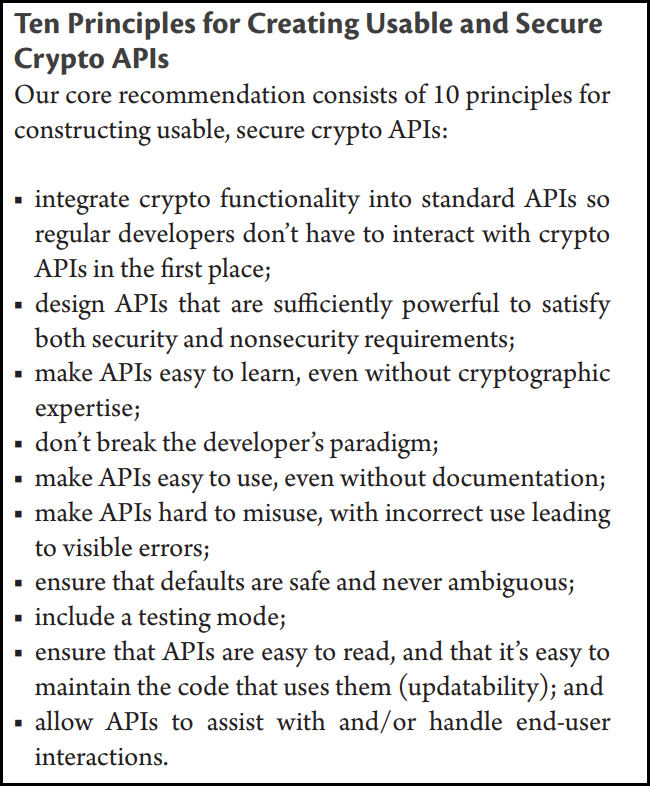 Ten Principles for Creating Usable and Secure
Crypto APIs
Our core recommendation consists of 10 principles for
constructing usable, secure crypto APIs:
▪ integrate crypto functionality into standard APIs so
regular developers don’t have to interact with crypto
APIs in the first place;
▪ design APIs that are sufficiently powerful to satisfy
both security and nonsecurity requirements;
▪ make APIs easy to learn, even without cryptographic
expertise;
▪ don’t break the developer’s paradigm;
▪ make APIs easy to use, even without documentation;
▪ make APIs hard to misuse, with incorrect use leading
to visible errors;
▪ ensure that defaults are safe and never ambiguous;
▪ include a testing mode;
▪ ensure that APIs are easy to read, and that it’s easy to
maintain the code that uses them (updatability); and
▪ allow APIs to assist with and/or handle end-user
interactions.